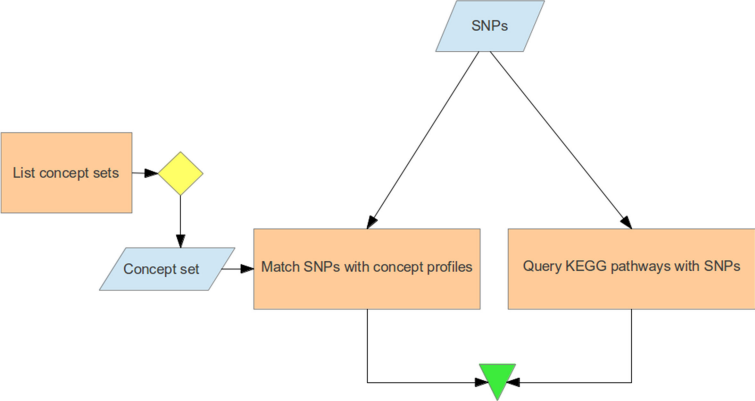 SNPs
List concept sets
Concept set
Match SNPs with concept profiles
Query KEGG pathways with SNPs